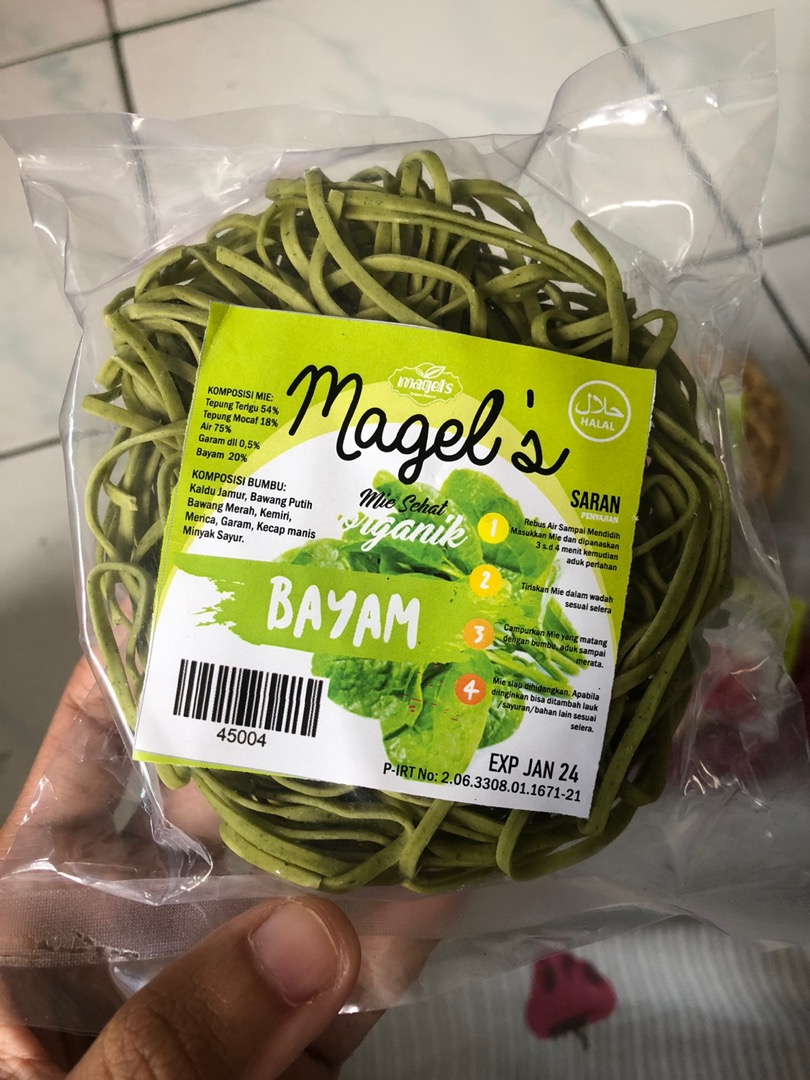 magel's
Magel's
KOMPOSISI MIE:
Tepung Terigu 54%
Tepung Mocaf 18%
Air 75%
Garam dll 0,5%
Bayam 20%
KOMPOSISI BUMBU:
Kaldu Jamur, Bawang Putih
Bawang Merah, Kemiri,
Merica, Garam, Kecap manis
Minyak Sayur.
حلال
HALAL
Mie Sehat
organik
BAYAM
SARAN
PENYAJIAN
1
Rebus Air Sampai Mendidih
Masukkan Mie dan dipanaskan
3 s.d 4 menit kemudian
aduk perlahan
2
Tiriskan Mie dalam wadah
sesuai selera
3
Campurkan Mie yang matang
dengan bumbu, aduk sampai
merata.
4
Mie siap dihidangkan. Apabila
diinginkan bisa ditambah lauk
/sayuran/bahan lain sesuai
selera.
45004
EXP JAN 24
P-IRT No: 2.06.3308.01.1671-21